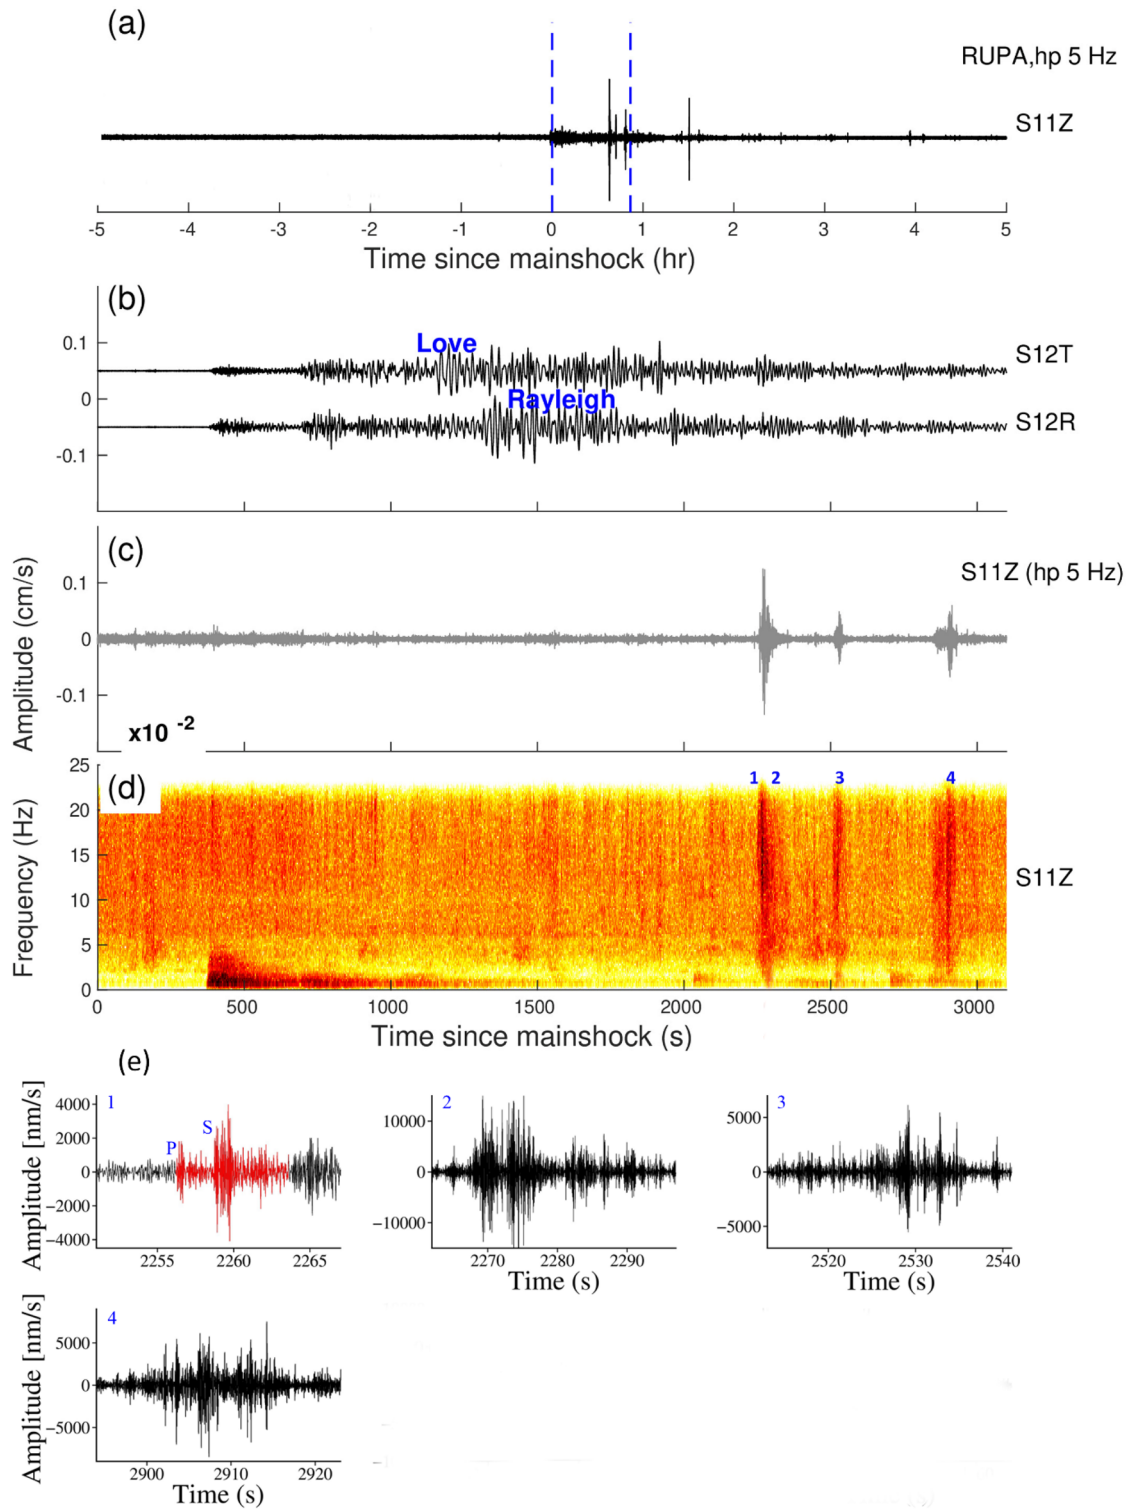 (a)
RUPA,hp 5 Hz
S11Z
-5 -4 -3 -2 -1 0 1 2 3 4 5
Time since mainshock (hr)
(b)
0.1
0
-0.1
Love
Rayleigh
S12T
S12R
(c)
S11Z (hp 5 Hz)
Amplitude (cm/s)
0.1
0
-0.1
x10 -2
(d)
1 2 3 4
Frequency (Hz)
25
20
15
10
5
0
S11Z
0 500 1000 1500 2000 2500 3000
Time since mainshock (s)
(e)
1
P
S
Amplitude [nm/s]
4000
2000
0
−2000
−4000
2255 2260 2265
2
10000
0
−10000
2270 2280 2290
Time (s)
3
5000
0
−5000
2520 2530 2540
Time (s)
4
Amplitude [nm/s]
5000
0
−5000
2900 2910 2920
Time (s)